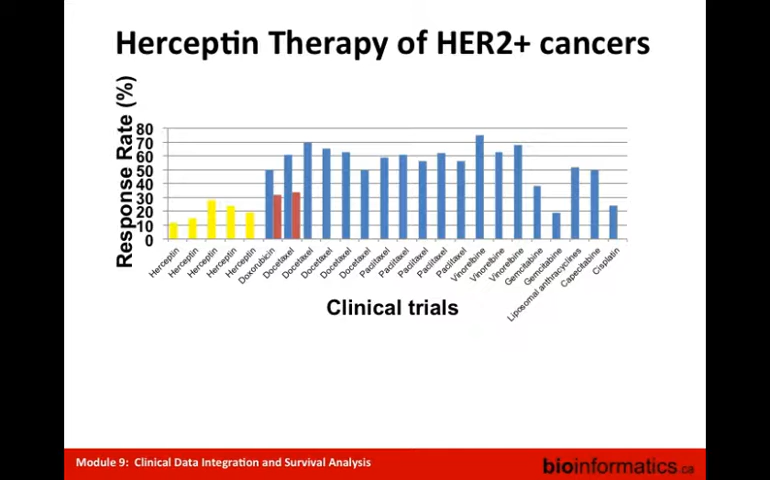 Herceptin Therapy of HER2+ cancers
Response Rate (%)
80
70
60
50
40
30
20
10
0
Herceptin
Herceptin
Herceptin
Herceptin
Herceptin
Doxorubicin
Docetaxel
Docetaxel
Docetaxel
Docetaxel
Docetaxel
Paclitaxel
Paclitaxel
Paclitaxel
Paclitaxel
Paclitaxel
Vinorelbine
Vinorelbine
Vinorelbine
Gemcitabine
Gemcitabine
Liposomal anthracyclines
Capecitabine
Cisplatin
Clinical trials
Module 9: Clinical Data Integration and Survival Analysis
bioinformatics.ca